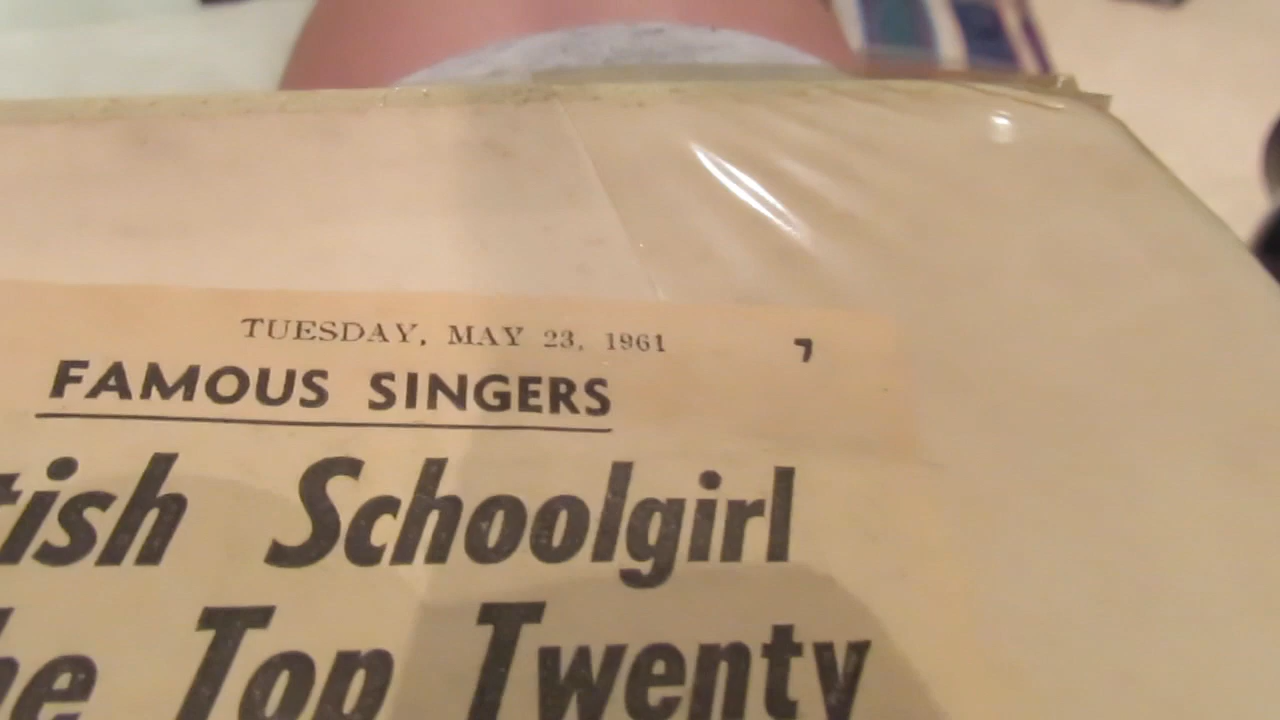 TUESDAY, MAY 23, 1961 7
FAMOUS SINGERS
tish Schoolgirl
he Top Twenty